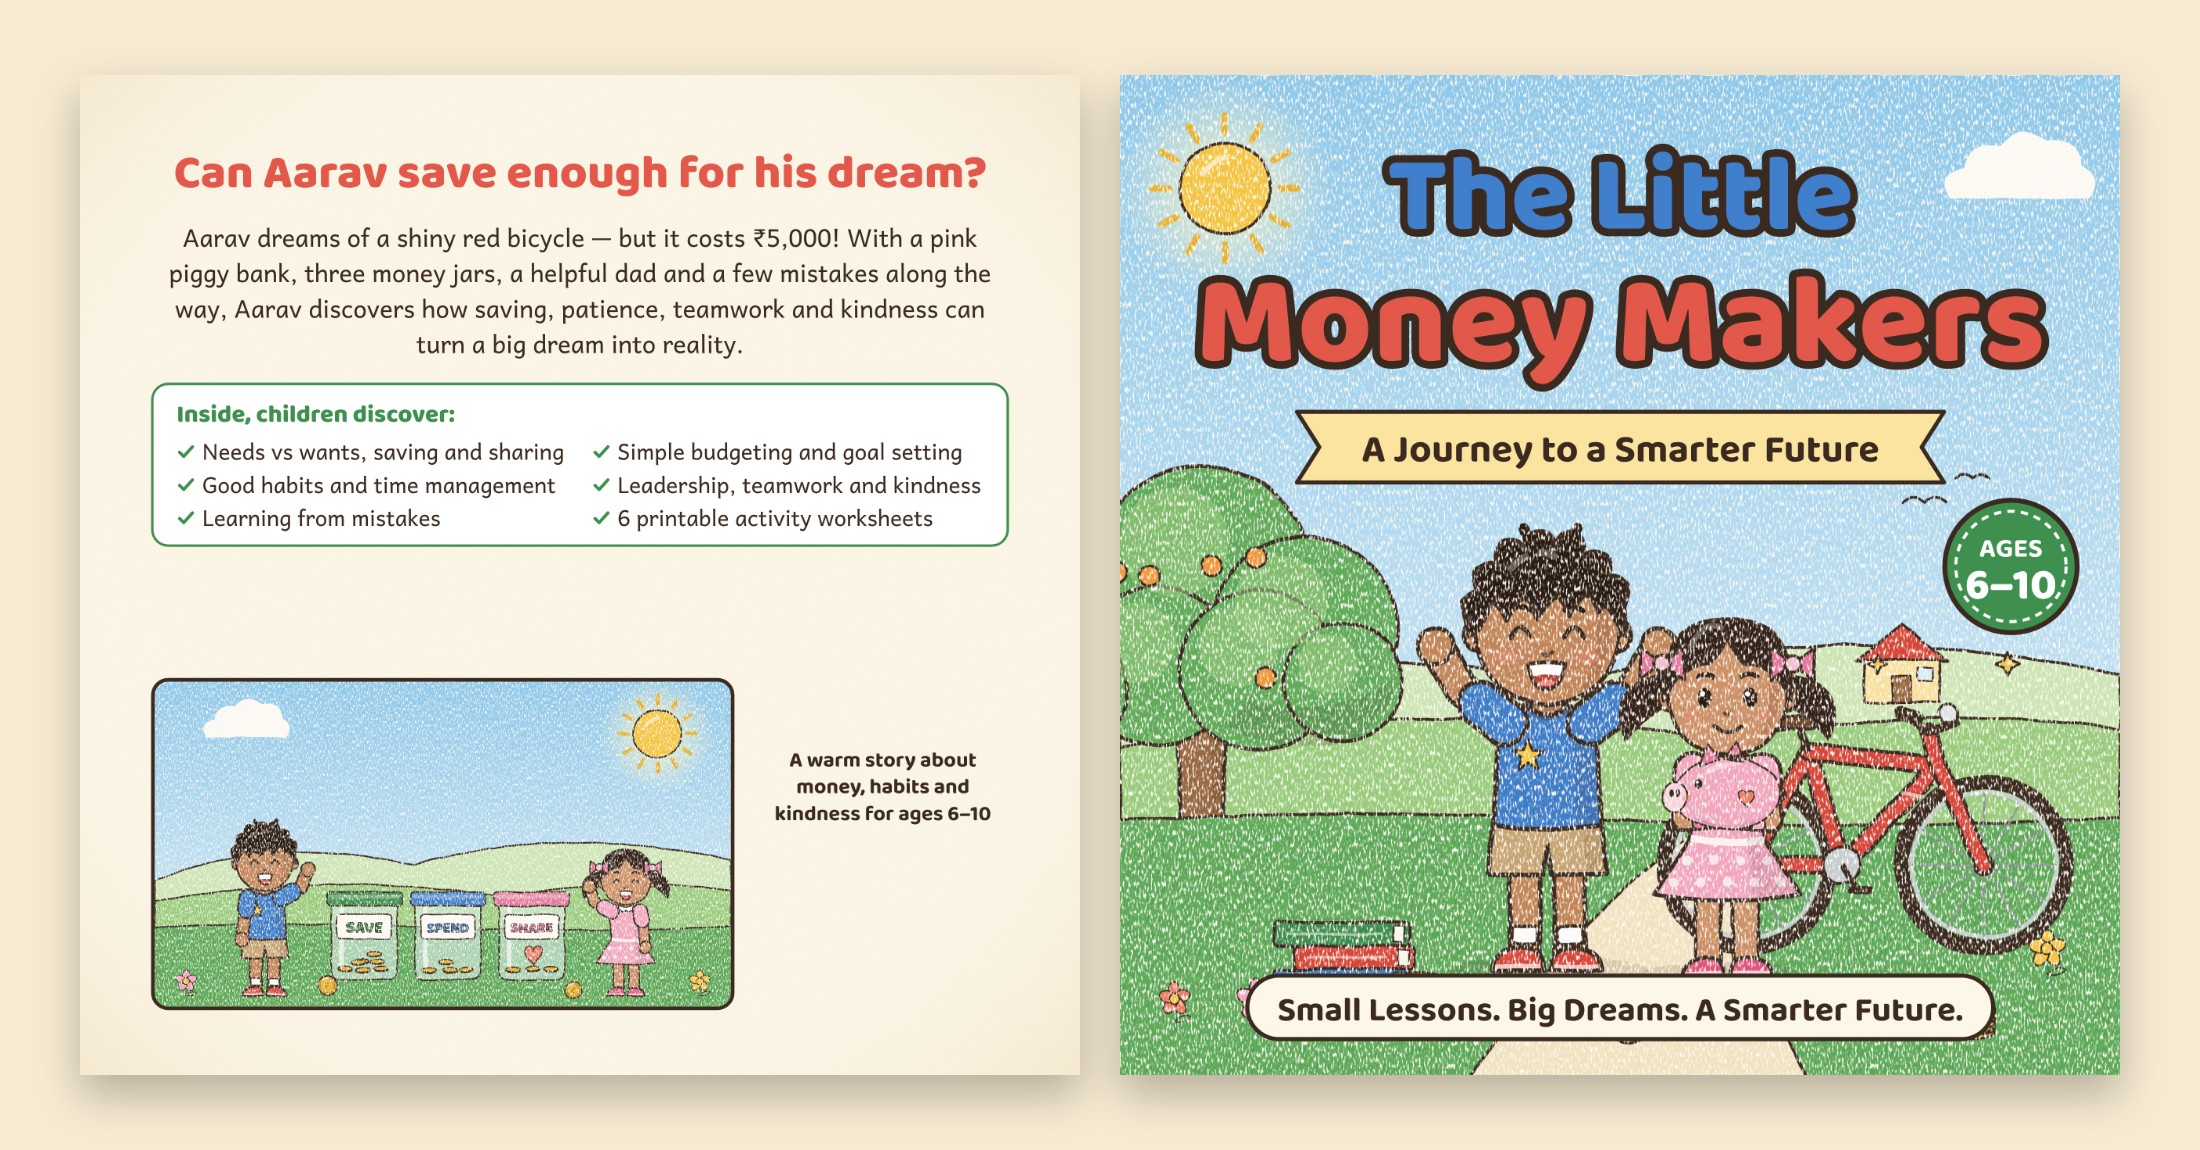 Can Aarav save enough for his dream?
Aarav dreams of a shiny red bicycle — but it costs ₹5,000! With a pink
piggy bank, three money jars, a helpful dad and a few mistakes along the
way, Aarav discovers how saving, patience, teamwork and kindness can
turn a big dream into reality.
Inside, children discover:
✓ Needs vs wants, saving and sharing
✓ Good habits and time management
✓ Learning from mistakes
✓ Simple budgeting and goal setting
✓ Leadership, teamwork and kindness
✓ 6 printable activity worksheets
SAVE
SPEND
SHARE
A warm story about
money, habits and
kindness for ages 6–10
The Little
Money Makers
A Journey to a Smarter Future
AGES
6–10
Small Lessons. Big Dreams. A Smarter Future.